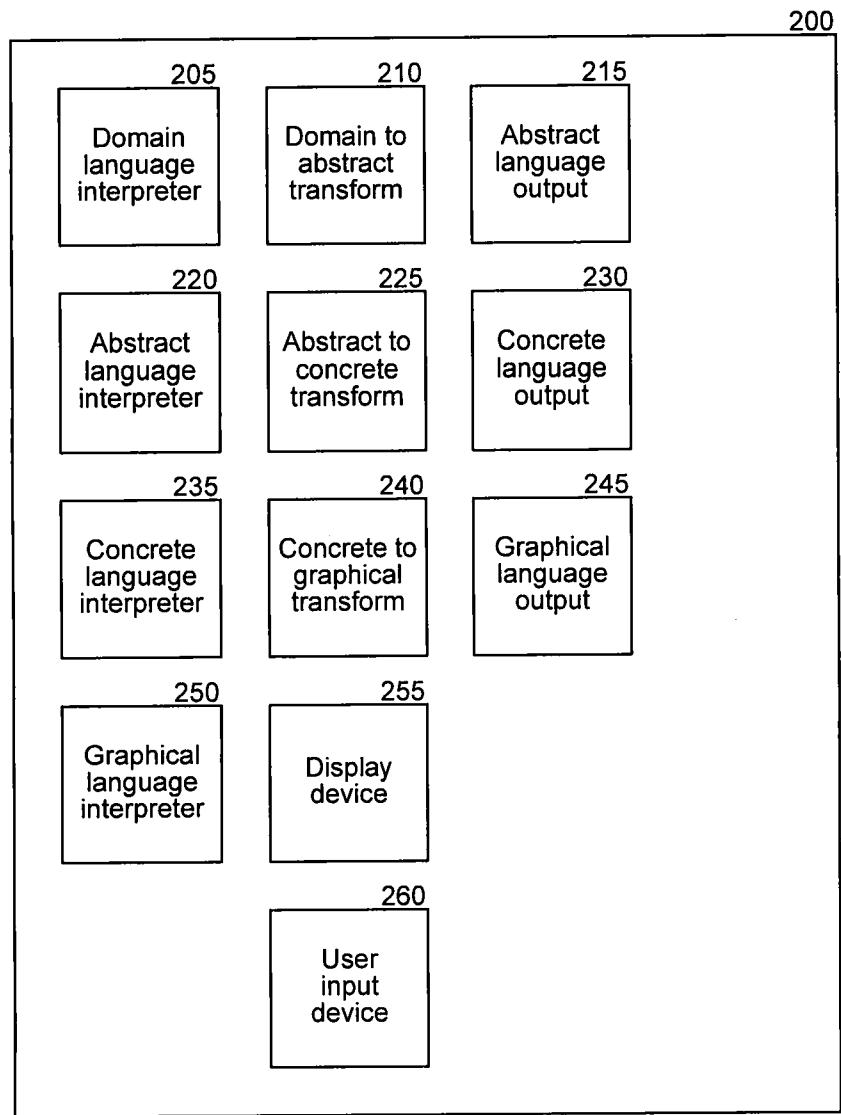 200
205
Domain
language
interpreter
210
Domain to
abstract
transform
215
Abstract
language
output
220
Abstract
language
interpreter
225
Abstract to
concrete
transform
230
Concrete
language
output
235
Concrete
language
interpreter
240
Concrete to
graphical
transform
245
Graphical
language
output
250
Graphical
language
interpreter
255
Display
device
260
User
input
device